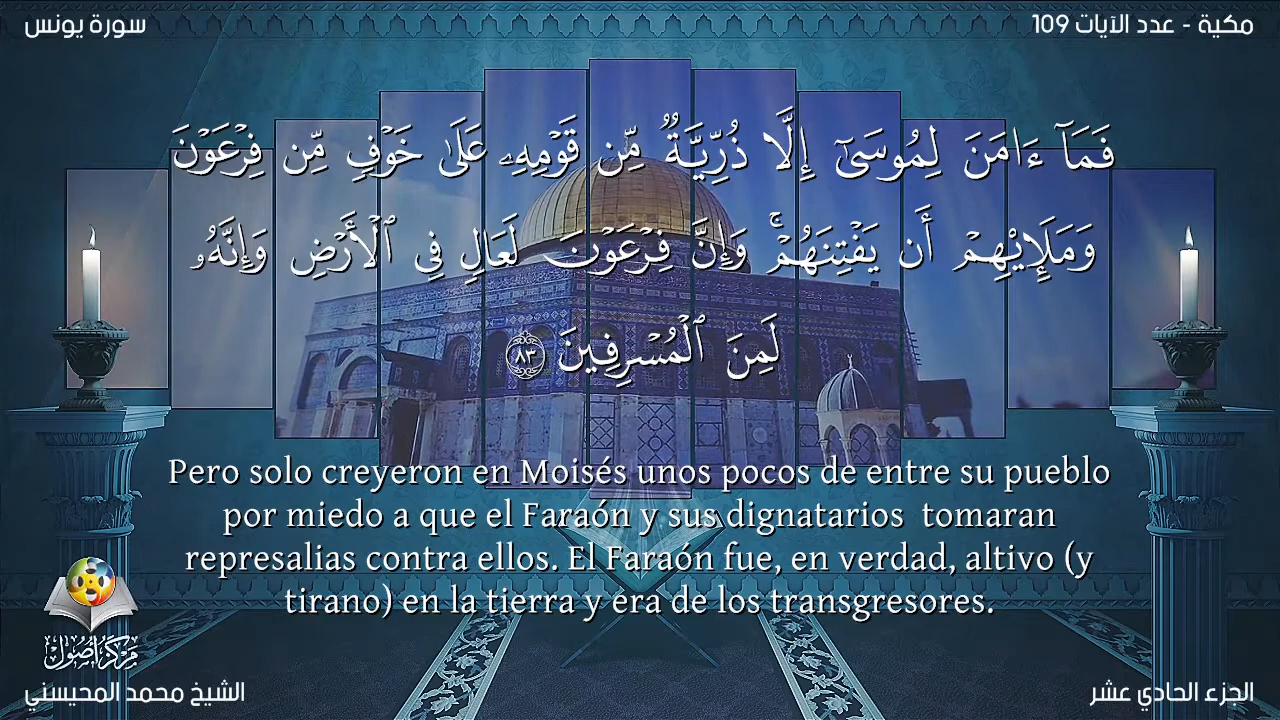 سورة يونس
مكية - عدد الآيات 109
فَمَآ ءَامَنَ لِمُوسَىٰٓ إِلَّا ذُرِّيَّةٌ مِّن قَوْمِهِۦ عَلَىٰ خَوْفٍ مِّن فِرْعَوْنَ
وَمَلَإِيْهِمْ أَن يَفْتِنَهُمْ ۚ وَإِنَّ فِرْعَوْنَ لَعَالٍ فِي ٱلْأَرْضِ وَإِنَّهُۥ
لَمِنَ ٱلْمُسْرِفِينَ ٨٣
Pero solo creyeron en Moisés unos pocos de entre su pueblo
por miedo a que el Faraón y sus dignatarios tomaran
represalias contra ellos. El Faraón fue, en verdad, altivo (y
tirano) en la tierra y era de los transgresores.
مركز أصول
الشيخ محمد المحيسني
الجزء الحادي عشر